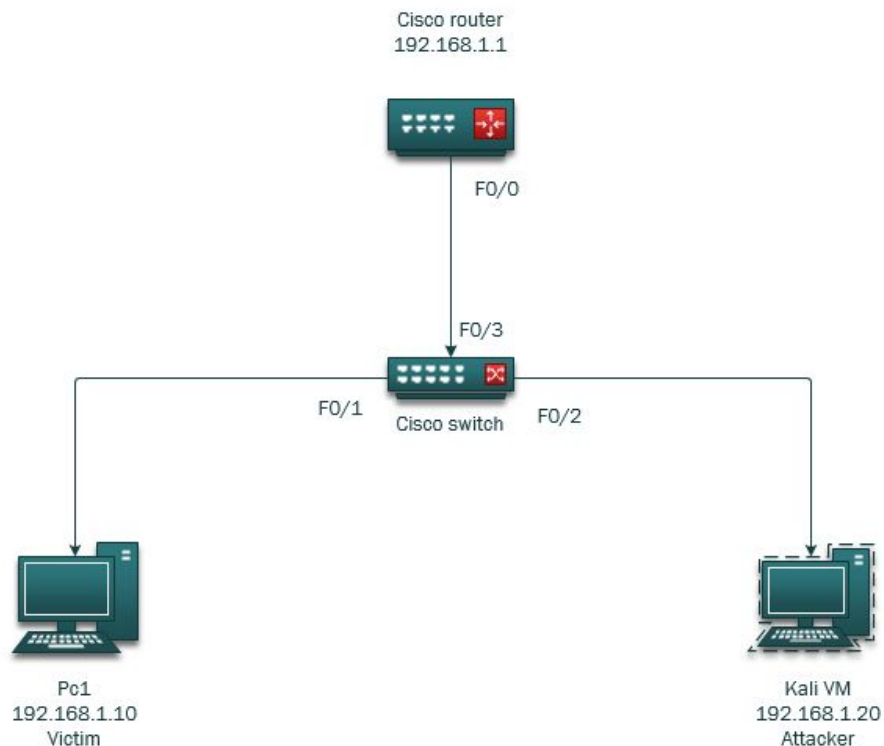 Cisco router
192.168.1.1
F0/0
F0/3
F0/1
Cisco switch
F0/2
Pc1
192.168.1.10
Victim
Kali VM
192.168.1.20
Attacker